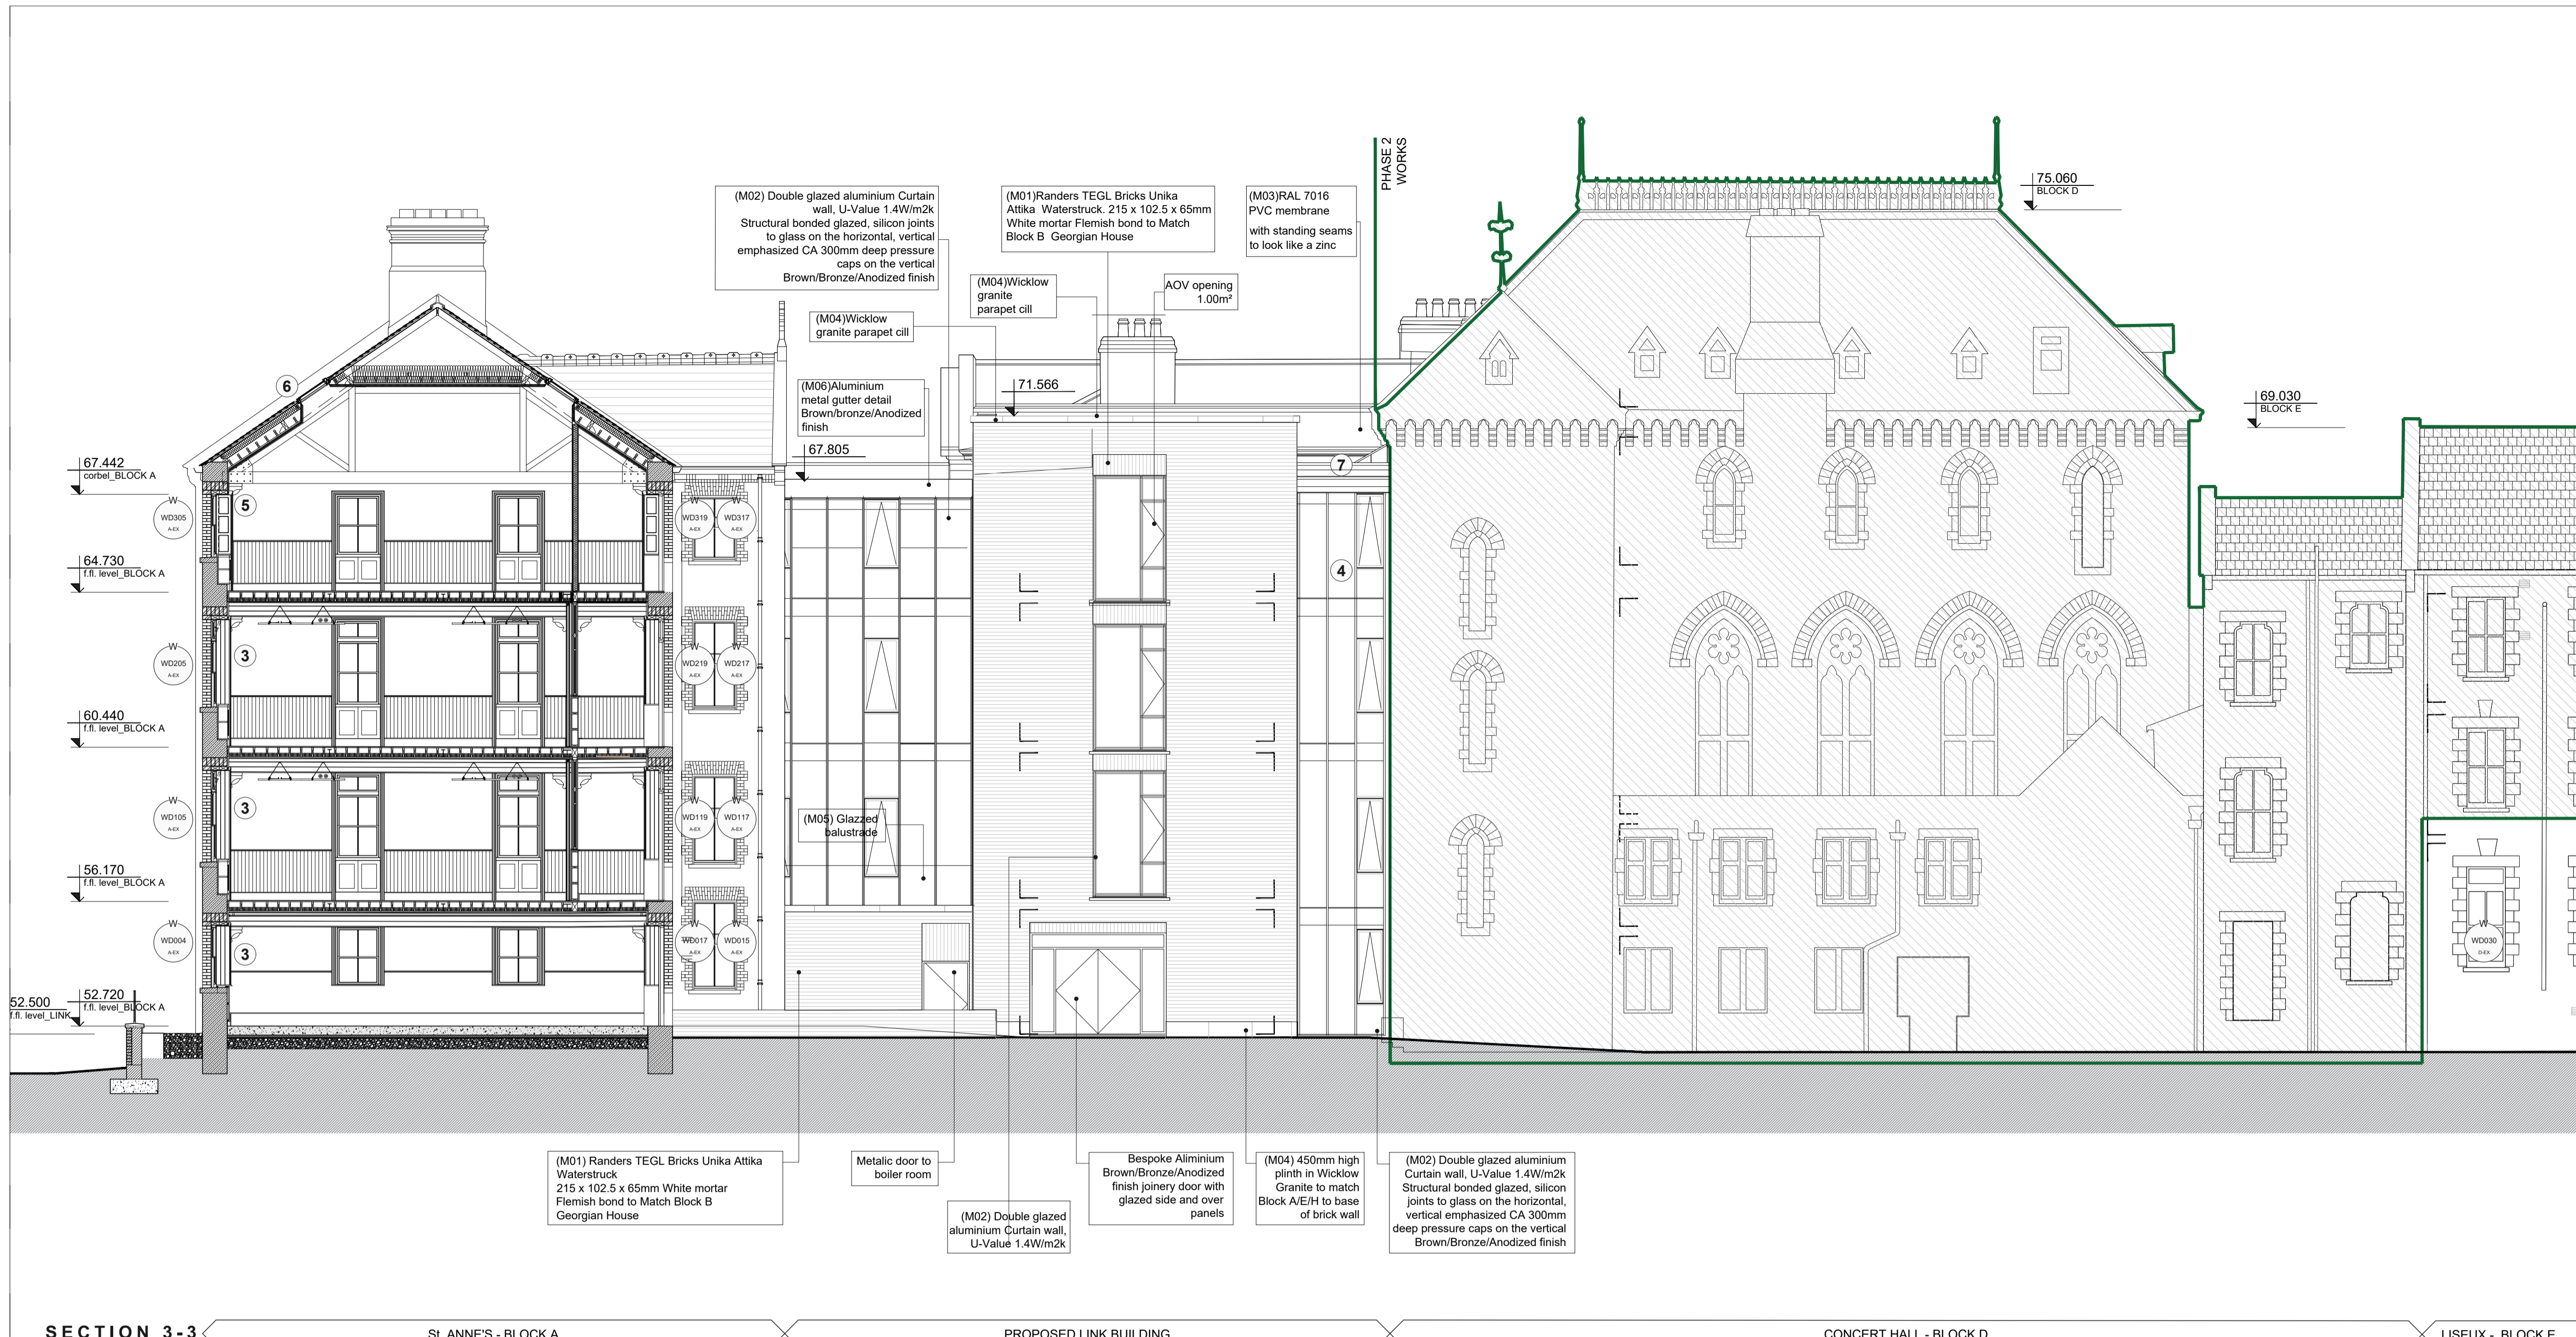 PHASE 2
WORKS
75.060
BLOCK D
(M02) Double glazed aluminium Curtain
wall, U-Value 1.4W/m2k
Structural bonded glazed, silicon joints
to glass on the horizontal, vertical
emphasized CA 300mm deep pressure
caps on the vertical
Brown/Bronze/Anodized finish
(M01)Randers TEGL Bricks Unika
Attika Waterstruck. 215 x 102.5 x 65mm
White mortar Flemish bond to Match
Block B Georgian House
(M03)RAL 7016
PVC membrane
with standing seams
to look like a zinc
(M04)Wicklow
granite
parapet cill
AOV opening
1.00m²
(M04)Wicklow
granite parapet cill
6
(M06)Aluminium
metal gutter detail
Brown/bronze/Anodized
finish
71.566
69.030
BLOCK E
67.805
67.442
corbel_BLOCK A
7
5
W
WD305
A-EX
W
WD319
A-EX
W
WD317
A-EX
64.730
f.fl. level_BLOCK A
4
3
W
WD205
A-EX
W
WD219
A-EX
W
WD217
A-EX
60.440
f.fl. level_BLOCK A
3
W
WD105
A-EX
W
WD119
A-EX
W
WD117
A-EX
(M05) Glazzed
balustrade
56.170
f.fl. level_BLOCK A
3
W
WD004
A-EX
W
WD017
A-EX
W
WD015
A-EX
W
WD030
D-EX
52.500
f.fl. level_LINK
52.720
f.fl. level_BLOCK A
(M01) Randers TEGL Bricks Unika Attika
Waterstruck
215 x 102.5 x 65mm White mortar
Flemish bond to Match Block B
Georgian House
Metalic door to
boiler room
(M02) Double glazed
aluminium Curtain wall,
U-Value 1.4W/m2k
Bespoke Aliminium
Brown/Bronze/Anodized
finish joinery door with
glazed side and over
panels
(M04) 450mm high
plinth in Wicklow
Granite to match
Block A/E/H to base
of brick wall
(M02) Double glazed aluminium
Curtain wall, U-Value 1.4W/m2k
Structural bonded glazed, silicon
joints to glass on the horizontal,
vertical emphasized CA 300mm
deep pressure caps on the vertical
Brown/Bronze/Anodized finish
SECTION 3-3
St. ANNE'S - BLOCK A
PROPOSED LINK BUILDING
CONCERT HALL - BLOCK D
LISEUX - BLOCK E